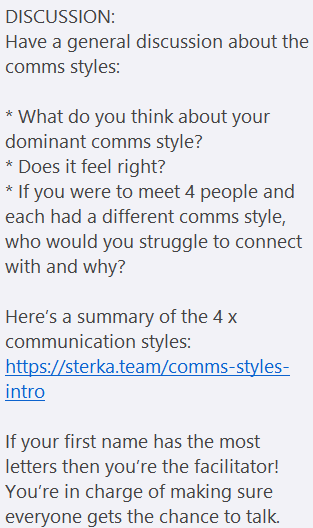 DISCUSSION:
Have a general discussion about the
comms styles:
* What do you think about your
dominant comms style?
* Does it feel right?
* If you were to meet 4 people and
each had a different comms style,
who would you struggle to connect
with and why?
Here’s a summary of the 4 x
communication styles:
https://sterka.team/comms-styles-
intro
If your first name has the most
letters then you’re the facilitator!
You’re in charge of making sure
everyone gets the chance to talk.